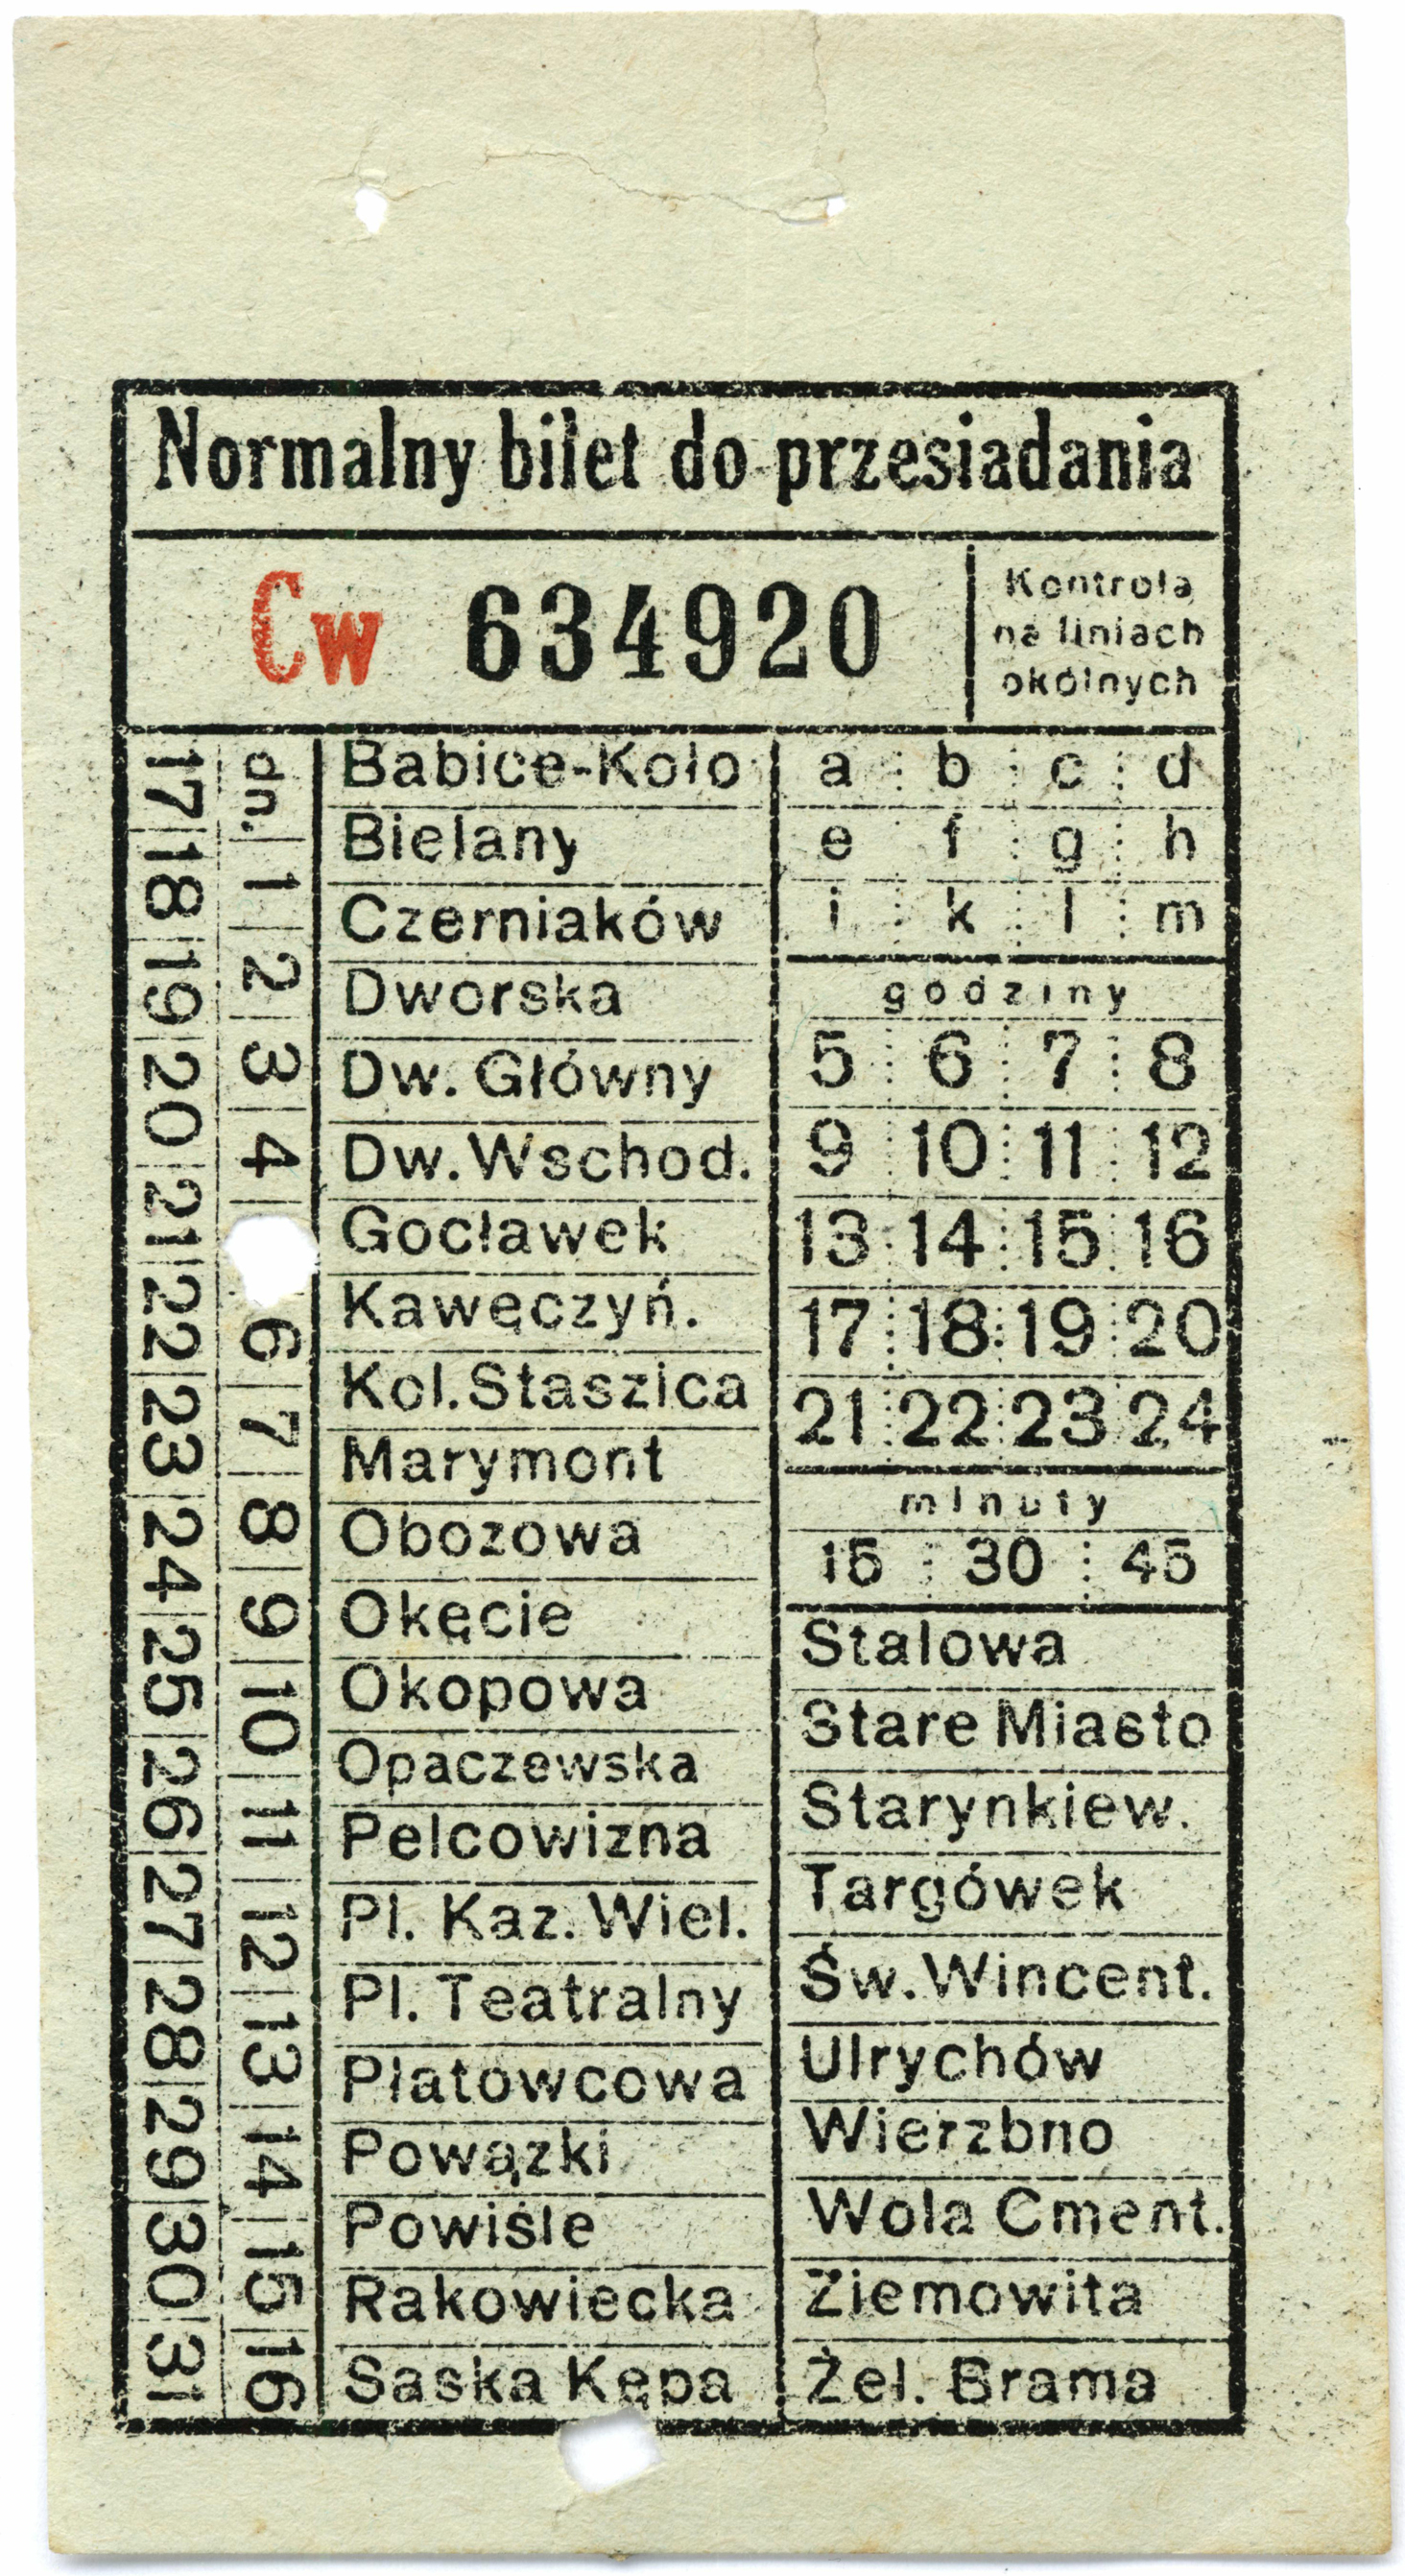 Normalny bilet do przesiadania
Cw 634920
Kontrola
na liniach
okólnych
dn. 1 2 3 4 6 7 8 9 10 11 12 13 14 15 16
17 18 19 20 21 22 23 24 25 26 27 28 29 30 31
Babice-Koło
Bielany
Czerniaków
Dworska
Dw. Główny
Dw. Wschod.
Gocławek
Kawęczyń.
Kol. Staszica
Marymont
Obozowa
Okęcie
Okopowa
Opaczewska
Pelcowizna
Pl. Kaz. Wiel.
Pl. Teatralny
Płatowcowa
Powązki
Powiśle
Rakowiecka
Saska Kępa
a b c d
e f g h
i k l m
godziny
5 6 7 8
9 10 11 12
13 14 15 16
17 18 19 20
21 22 23 24
minuty
15 30 45
Stalowa
Stare Miasto
Starynkiew.
Targówek
Św. Wincent.
Ulrychów
Wierzbno
Wola Cment.
Ziemowita
Żel. Brama